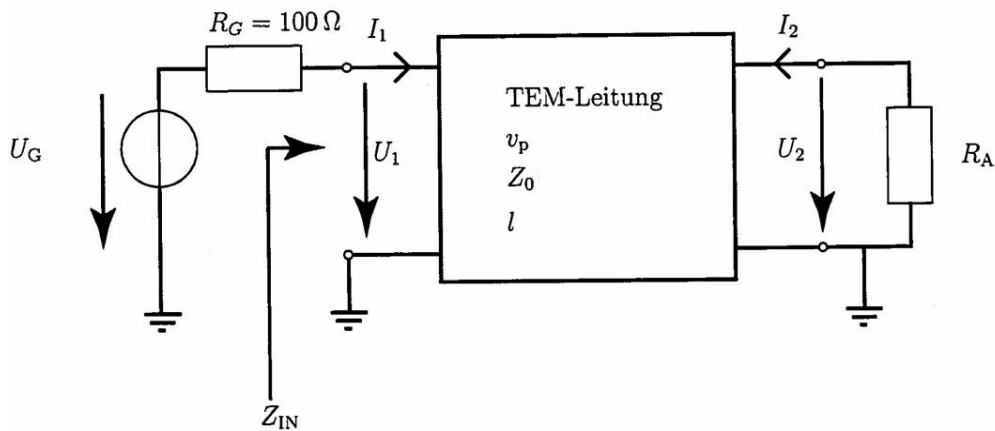 R_G = 100 Ω
I_1
I_2
TEM-Leitung
U_G
U_1
v_p
U_2
R_A
Z_0
l
Z_IN